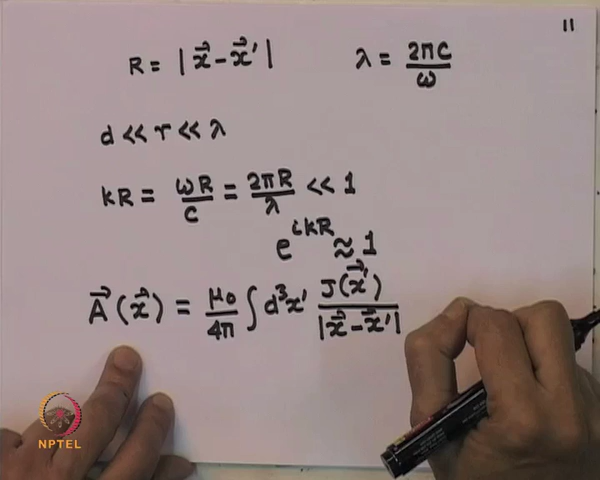 11
R = |x⃗ - x⃗'|    λ = 2πc/ω
d << r << λ
kR = ωR/c = 2πR/λ << 1
e^{ikR} ≈ 1
A⃗(x⃗) = μ₀/4π ∫ d³x' J(x⃗')/|x⃗ - x⃗'|
NPTEL